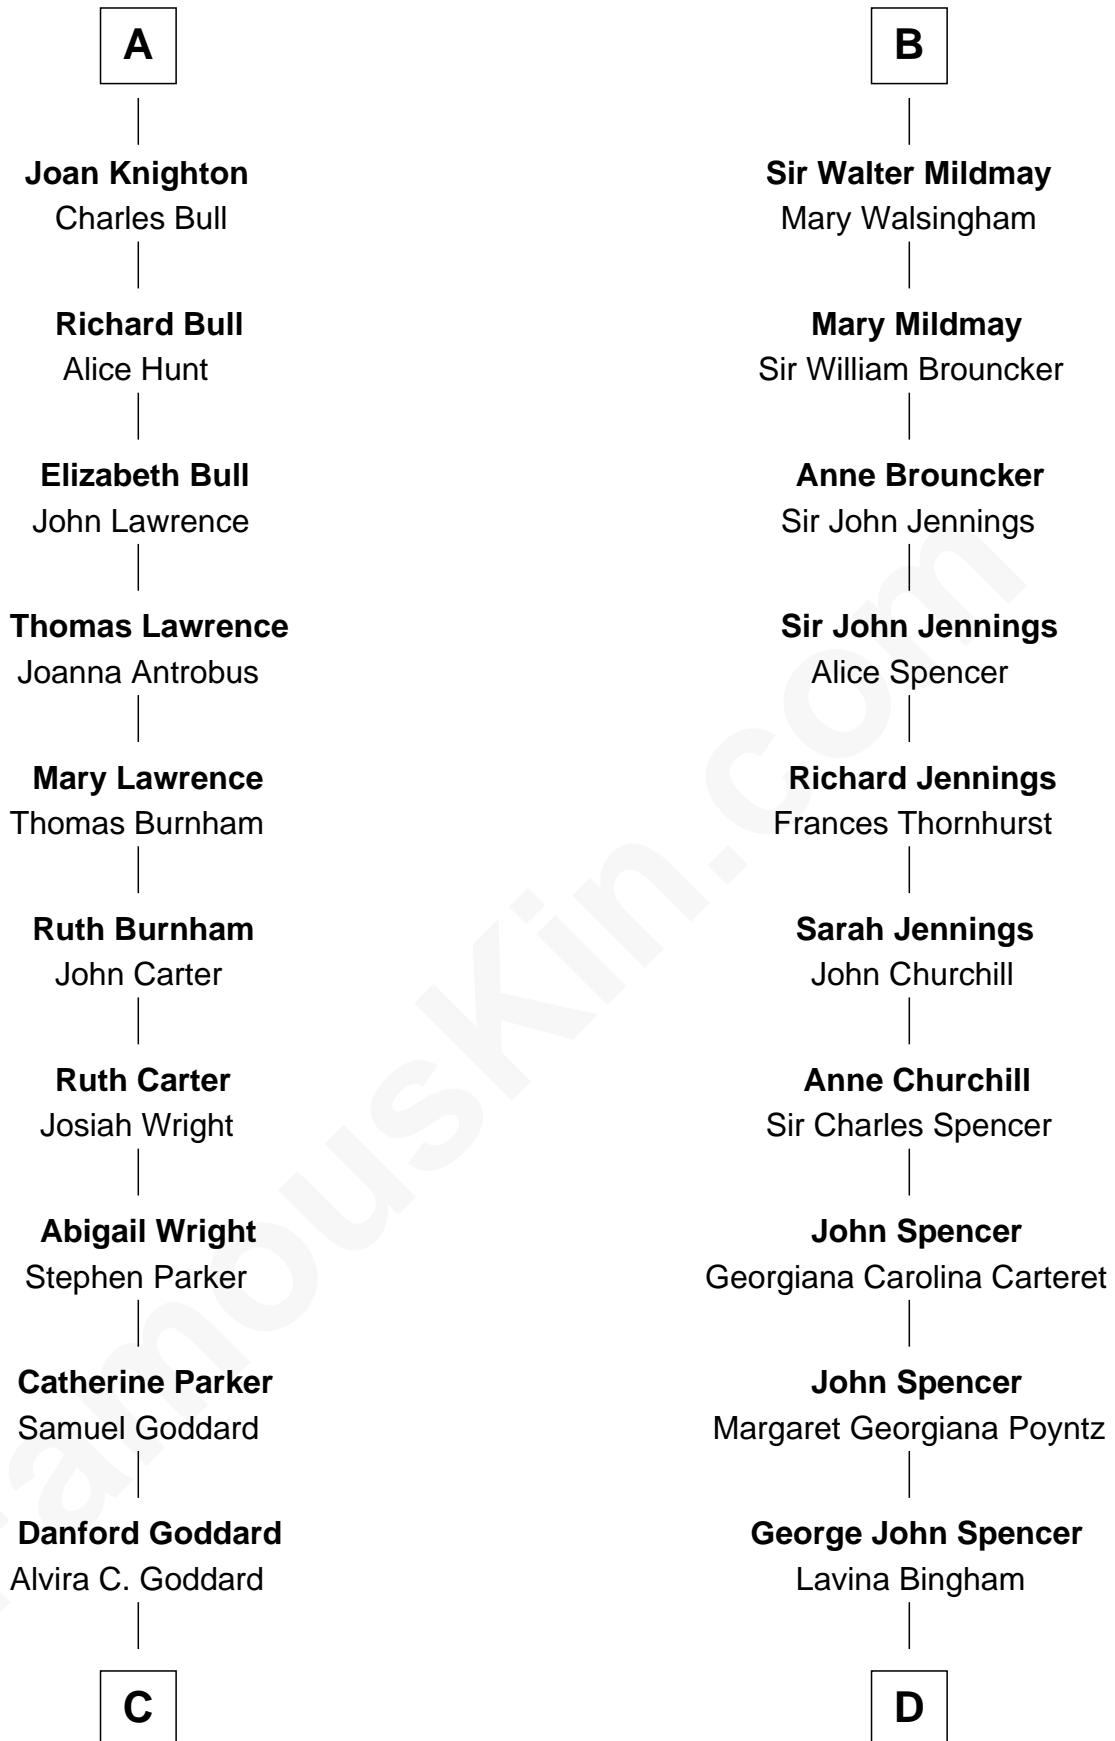 A
Joan Knighton
Charles Bull
Richard Bull
Alice Hunt
Elizabeth Bull
John Lawrence
Thomas Lawrence
Joanna Antrobus
Mary Lawrence
Thomas Burnham
Ruth Burnham
John Carter
Ruth Carter
Josiah Wright
Abigail Wright
Stephen Parker
Catherine Parker
Samuel Goddard
Danford Goddard
Alvira C. Goddard
C
B
Sir Walter Mildmay
Mary Walsingham
Mary Mildmay
Sir William Brouncker
Anne Brouncker
Sir John Jennings
Sir John Jennings
Alice Spencer
Richard Jennings
Frances Thornhurst
Sarah Jennings
John Churchill
Anne Churchill
Sir Charles Spencer
John Spencer
Georgiana Carolina Carteret
John Spencer
Margaret Georgiana Poyntz
George John Spencer
Lavina Bingham
D
FamousKin.com